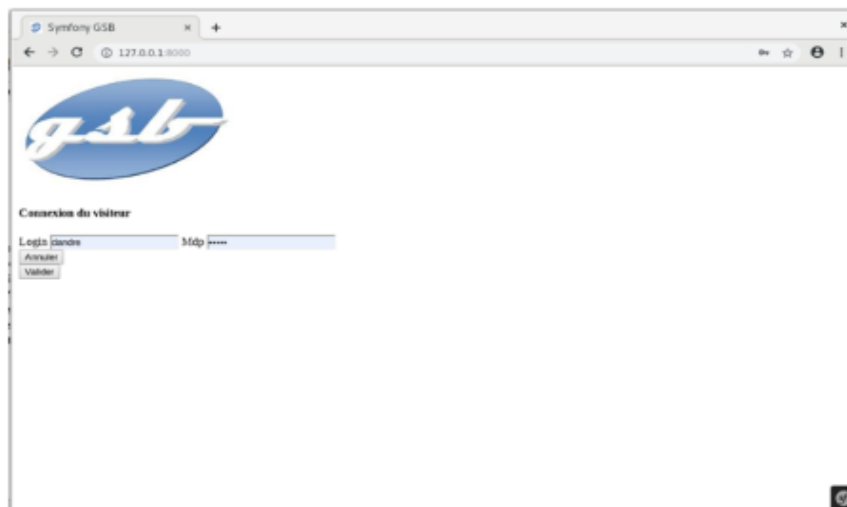 Symfony GSB
127.0.0.1:8000
gsb
Connexion du visiteur
Login dandre Mdp •••••
Annuler
Valider